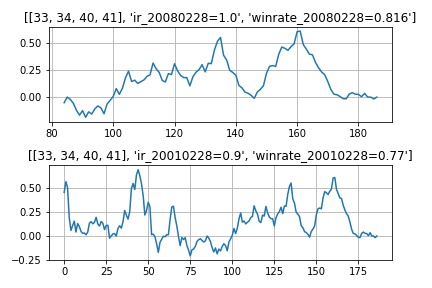 [[33, 34, 40, 41], 'ir_20080228=1.0', 'winrate_20080228=0.816']
0.50
0.25
0.00
80 100 120 140 160 180
[[33, 34, 40, 41], 'ir_20010228=0.9', 'winrate_20010228=0.77']
0.50
0.25
0.00
−0.25
0 25 50 75 100 125 150 175